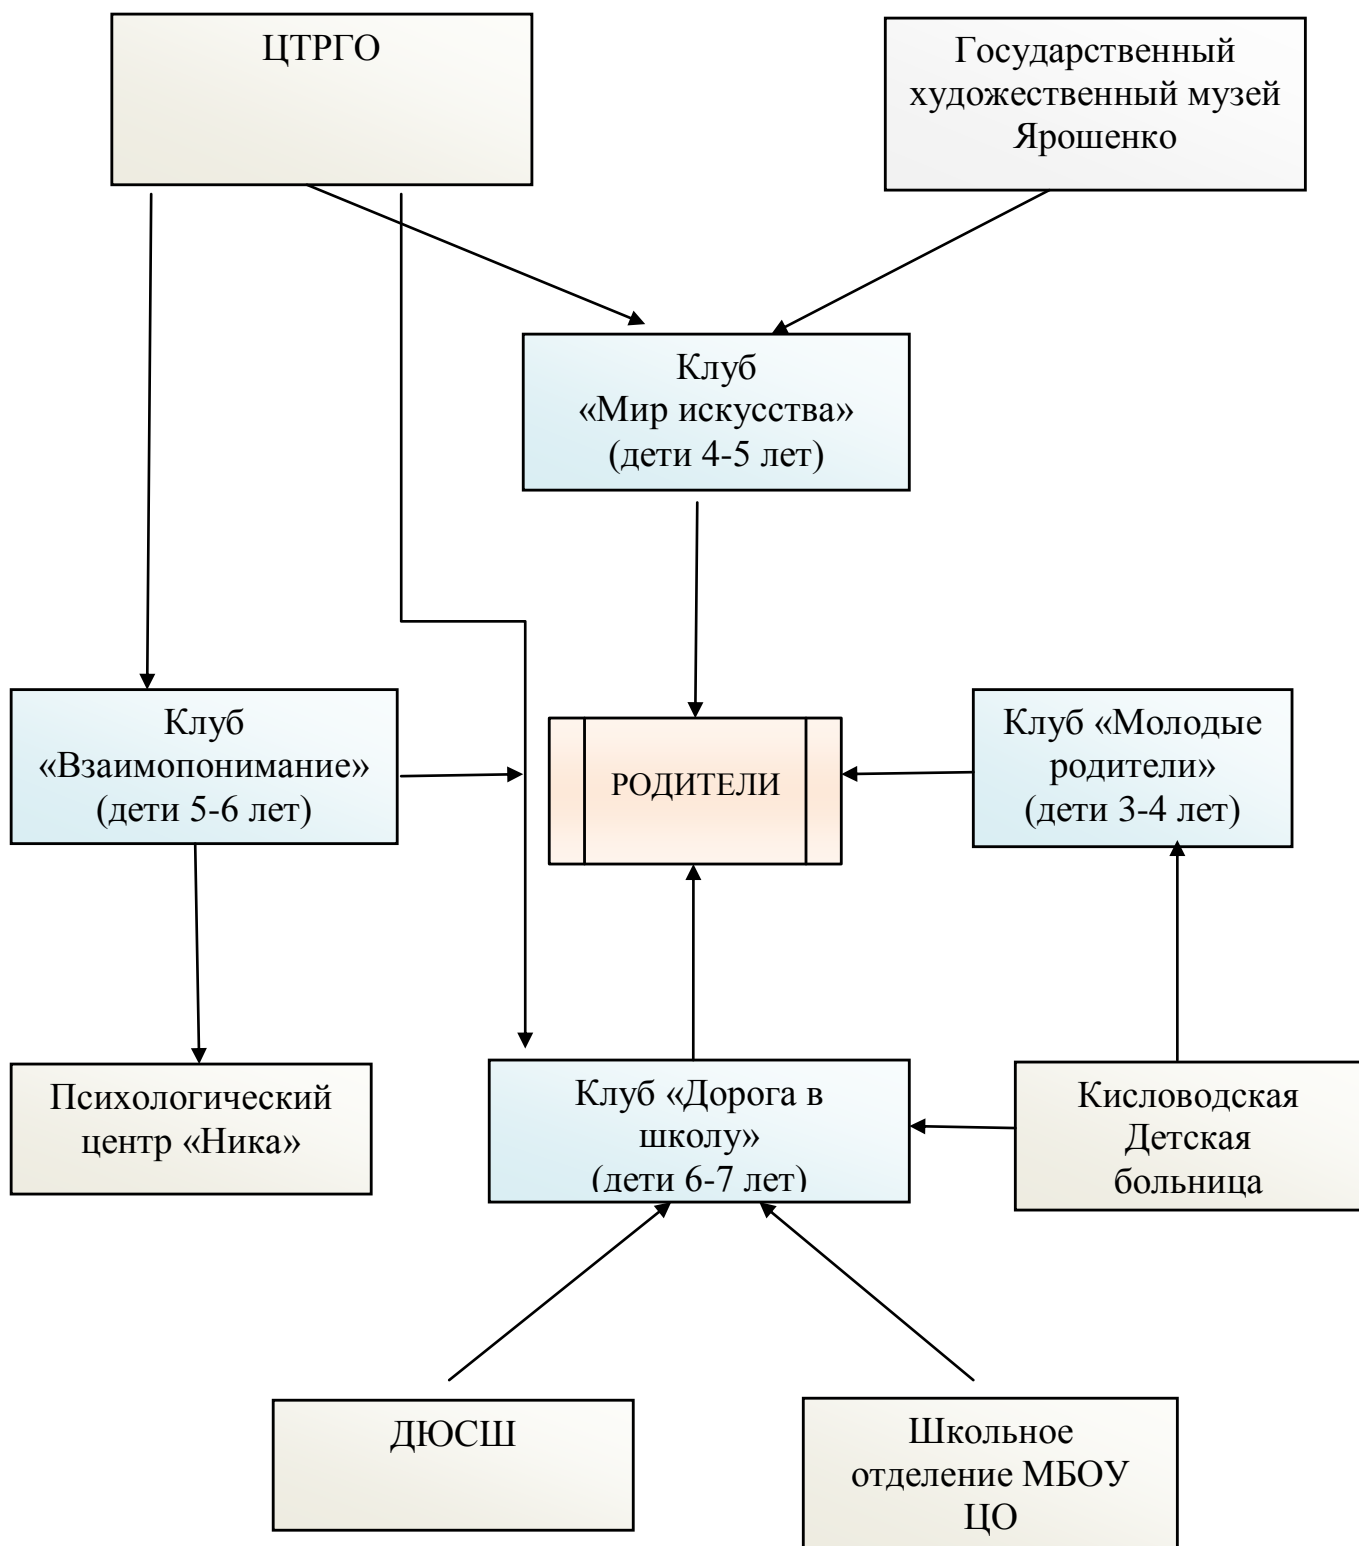 ЦТРГО
Государственный
художественный музей
Ярошенко
Клуб
«Мир искусства»
(дети 4-5 лет)
Клуб
«Взаимопонимание»
(дети 5-6 лет)
РОДИТЕЛИ
Клуб «Молодые
родители»
(дети 3-4 лет)
Психологический
центр «Ника»
Клуб «Дорога в
школу»
(дети 6-7 лет)
Кисловодская
Детская
больница
ДЮСШ
Школьное
отделение МБОУ
ЦО